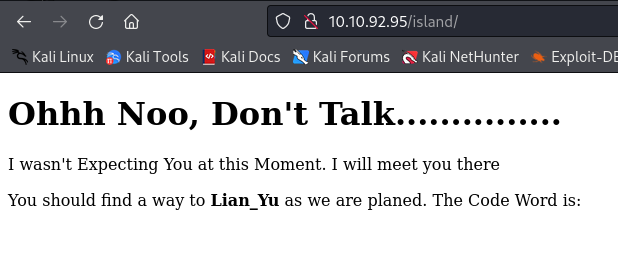 10.10.92.95/island/
Kali Linux Kali Tools Kali Docs Kali Forums Kali NetHunter Exploit-DB
Ohhh Noo, Don't Talk...............
I wasn't Expecting You at this Moment. I will meet you there
You should find a way to Lian_Yu as we are planed. The Code Word is: